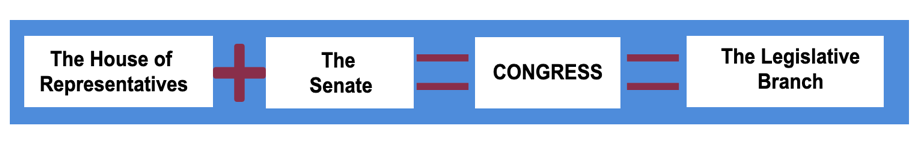 The House of
Representatives
The
Senate
CONGRESS
The Legislative
Branch